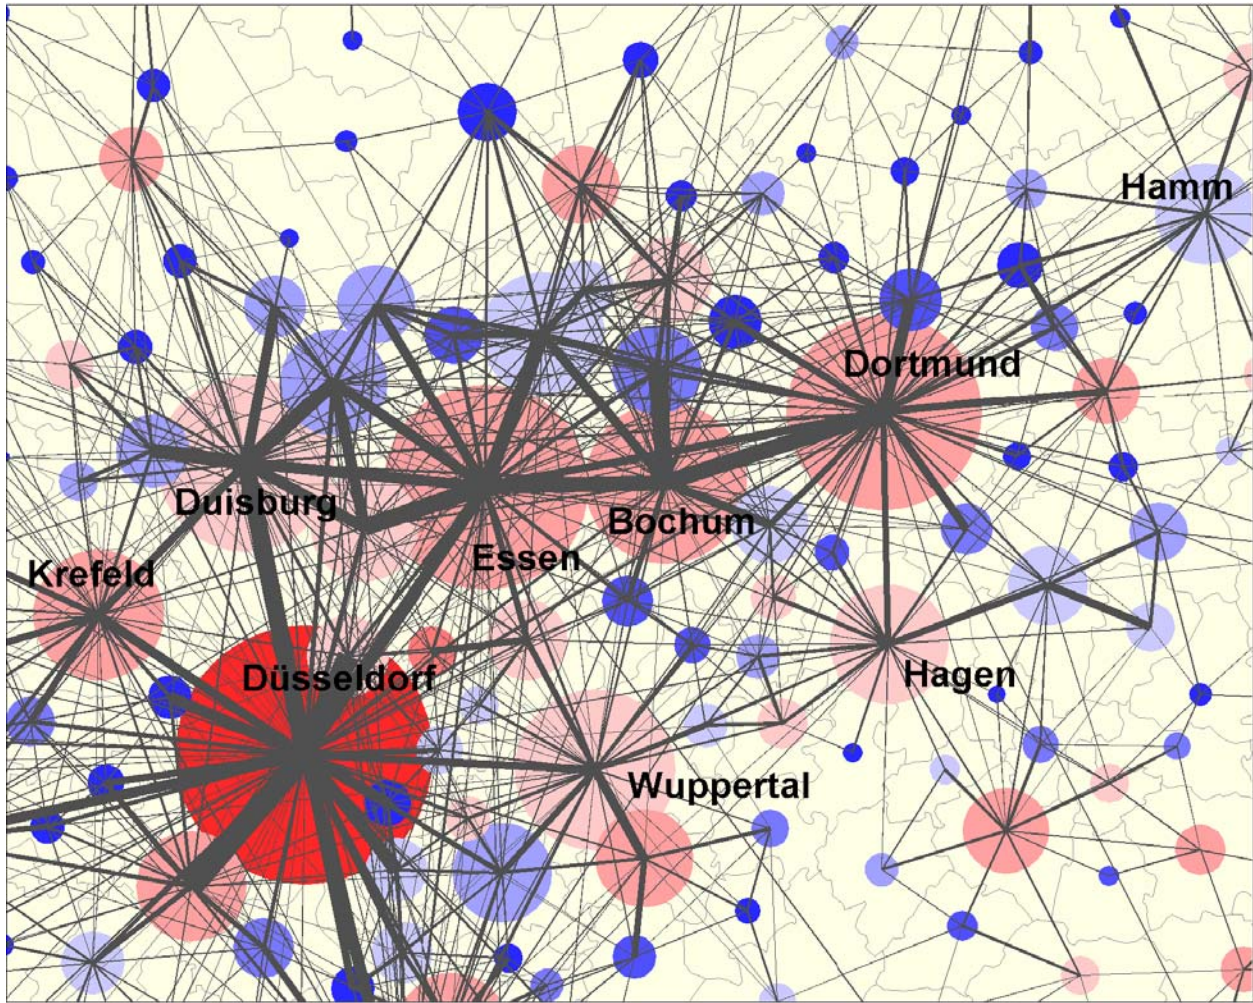 Hamm
Dortmund
Duisburg
Bochum
Essen
Krefeld
Düsseldorf
Hagen
Wuppertal